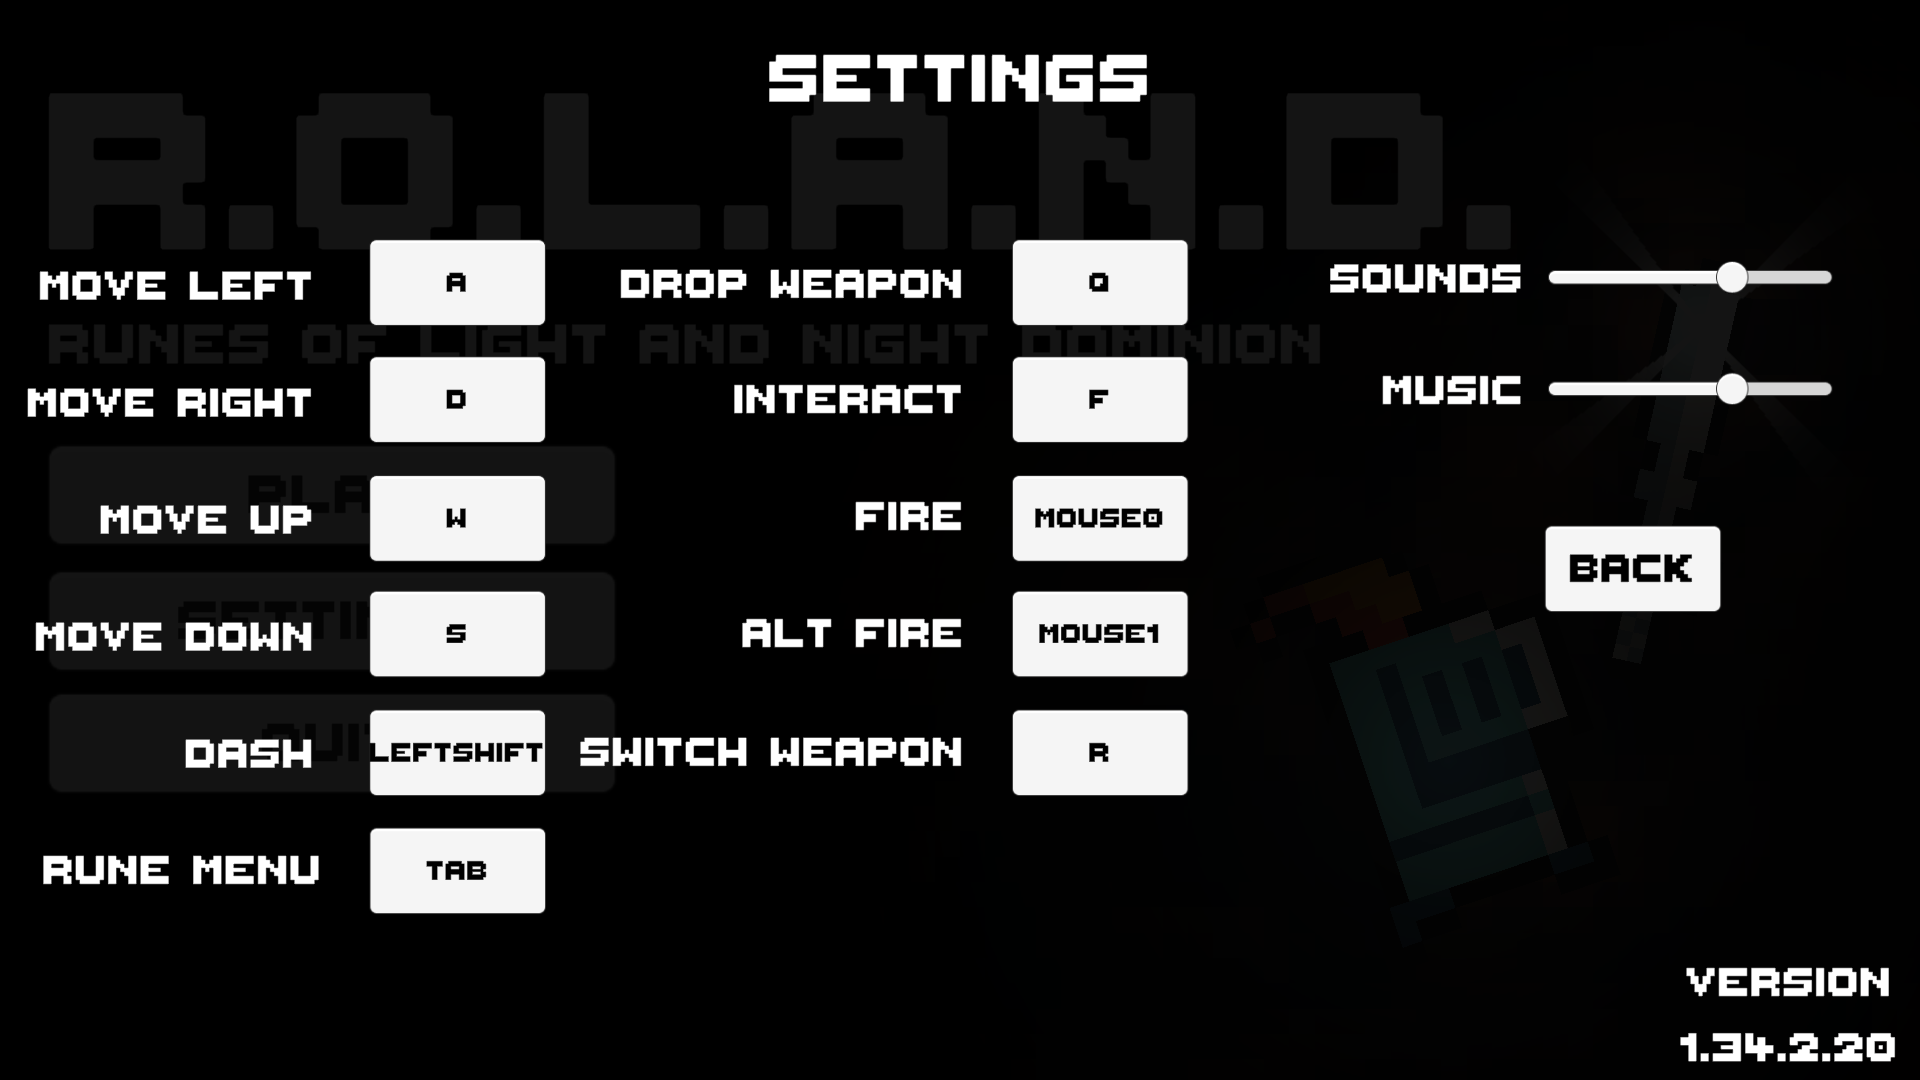 SETTINGS
R.O.L.A.N.D.
RUNES OF LIGHT AND NIGHT DOMINION
MOVE LEFT A
MOVE RIGHT D
MOVE UP W
MOVE DOWN S
DASH LEFTSHIFT
RUNE MENU TAB
DROP WEAPON Q
INTERACT F
FIRE MOUSE0
ALT FIRE MOUSE1
SWITCH WEAPON R
SOUNDS
MUSIC
BACK
VERSION
1.34.2.20